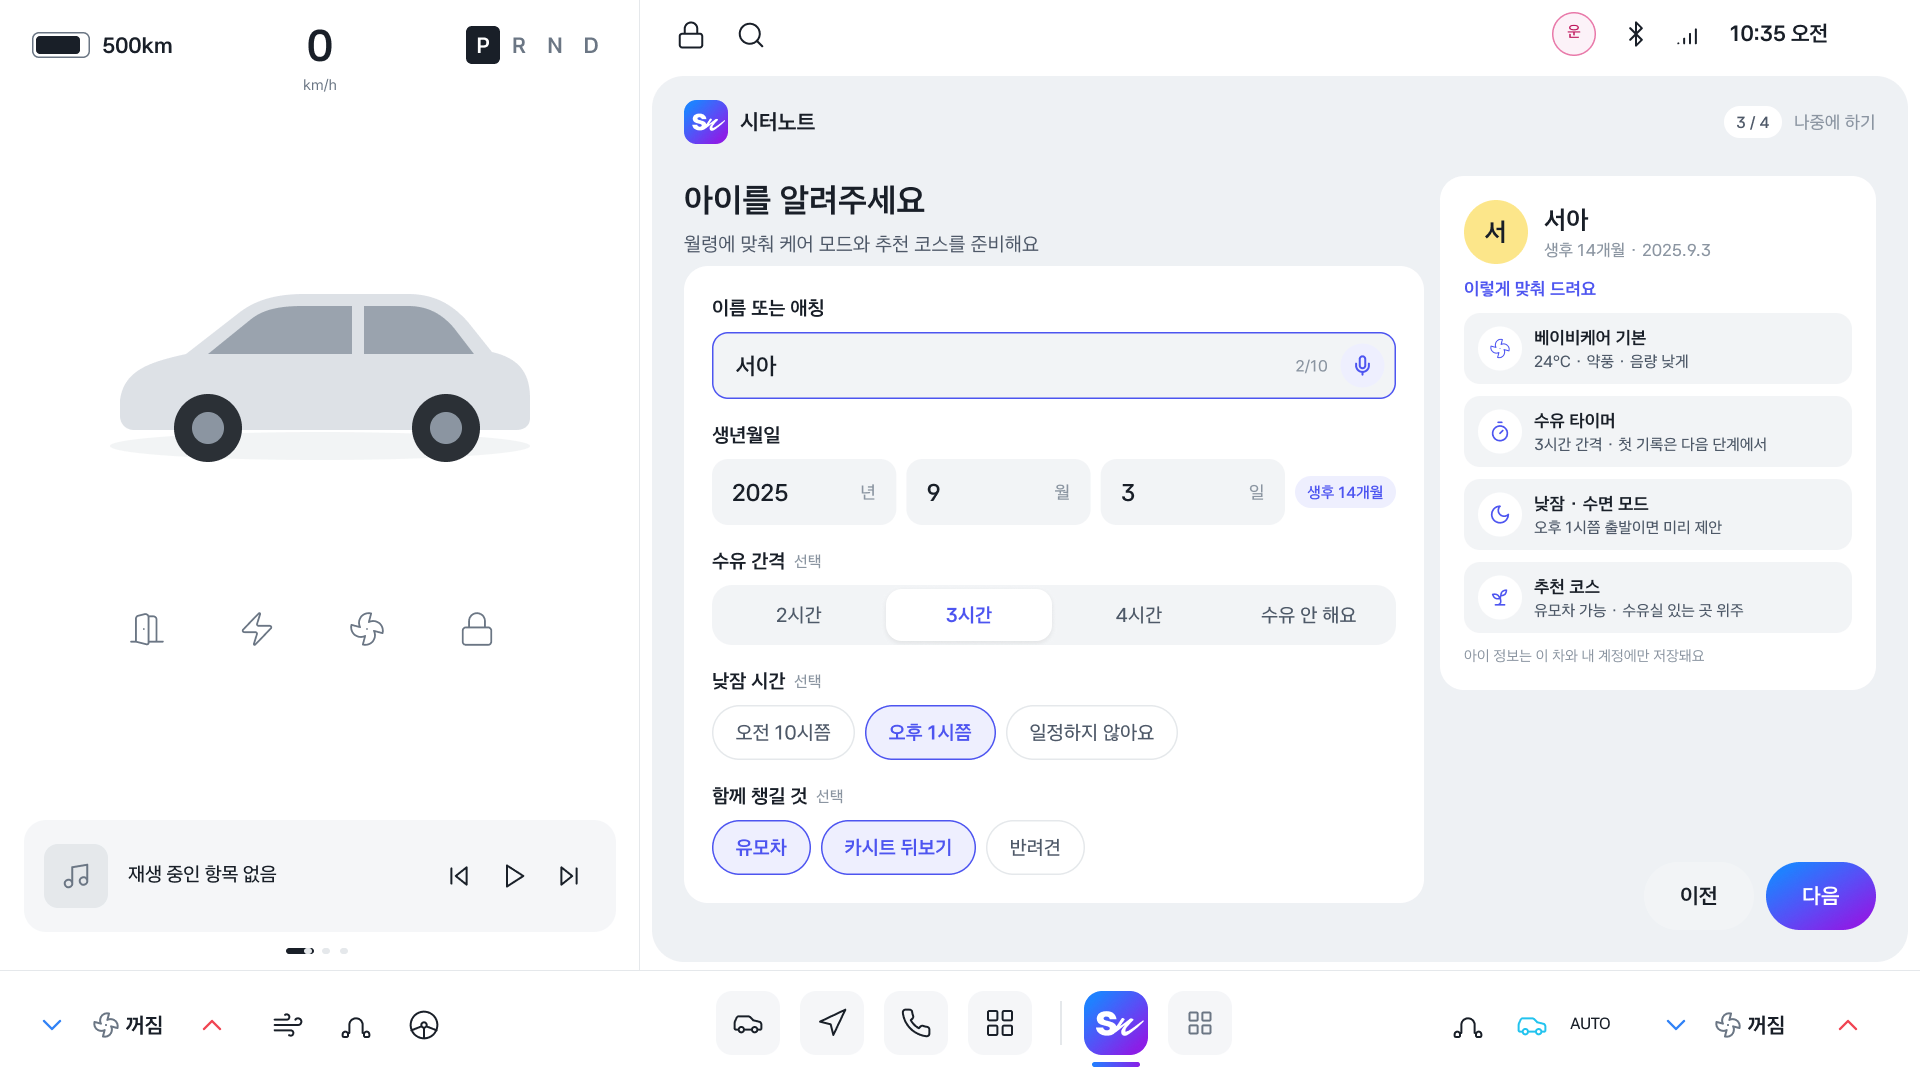 500km
0
km/h
P R N D
운
10:35 오전
Sn
시터노트
3 / 4
나중에 하기
아이를 알려주세요
월령에 맞춰 케어 모드와 추천 코스를 준비해요
이름 또는 애칭
서아
2/10
생년월일
2025 년
9 월
3 일
생후 14개월
수유 간격 선택
2시간
3시간
4시간
수유 안 해요
낮잠 시간 선택
오전 10시쯤
오후 1시쯤
일정하지 않아요
함께 챙길 것 선택
유모차
카시트 뒤보기
반려견
서
서아
생후 14개월 · 2025.9.3
이렇게 맞춰 드려요
베이비케어 기본
24°C · 약풍 · 음량 낮게
수유 타이머
3시간 간격 · 첫 기록은 다음 단계에서
낮잠 · 수면 모드
오후 1시쯤 출발이면 미리 제안
추천 코스
유모차 가능 · 수유실 있는 곳 위주
아이 정보는 이 차와 내 계정에만 저장돼요
이전
다음
재생 중인 항목 없음
꺼짐
Sn
AUTO
꺼짐